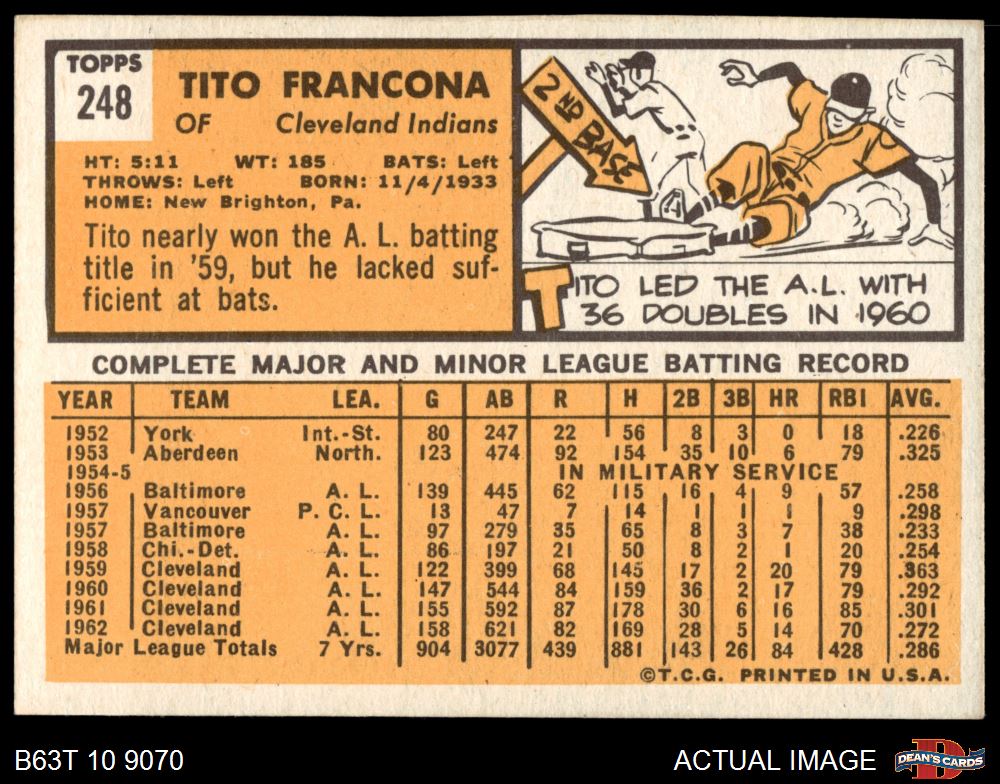 TOPPS
248
TITO FRANCONA
OF Cleveland Indians
HT: 5:11 WT: 185 BATS: Left
THROWS: Left BORN: 11/4/1933
HOME: New Brighton, Pa.
Tito nearly won the A. L. batting
title in '59, but he lacked suf-
ficient at bats.
2ND BASE
TITO LED THE A.L. WITH
36 DOUBLES IN 1960
COMPLETE MAJOR AND MINOR LEAGUE BATTING RECORD
YEAR TEAM LEA. G AB R H 2B 3B HR RBI AVG.
1952 York Int.-St. 80 247 22 56 8 3 0 18 .226
1953 Aberdeen North. 123 474 92 154 35 10 6 79 .325
1954-5 IN MILITARY SERVICE
1956 Baltimore A. L. 139 445 62 115 16 4 9 57 .258
1957 Vancouver P. C. L. 13 47 7 14 1 1 1 9 .298
1957 Baltimore A. L. 97 279 35 65 8 3 7 38 .233
1958 Chi.-Det. A. L. 86 197 21 50 8 2 1 20 .254
1959 Cleveland A. L. 122 399 68 145 17 2 20 79 .363
1960 Cleveland A. L. 147 544 84 159 36 2 17 79 .292
1961 Cleveland A. L. 155 592 87 178 30 6 16 85 .301
1962 Cleveland A. L. 158 621 82 169 28 5 14 70 .272
Major League Totals 7 Yrs. 904 3077 439 881 143 26 84 428 .286
©T.C.G. PRINTED IN U.S.A.
B63T 10 9070 ACTUAL IMAGE DEAN'S CARDS